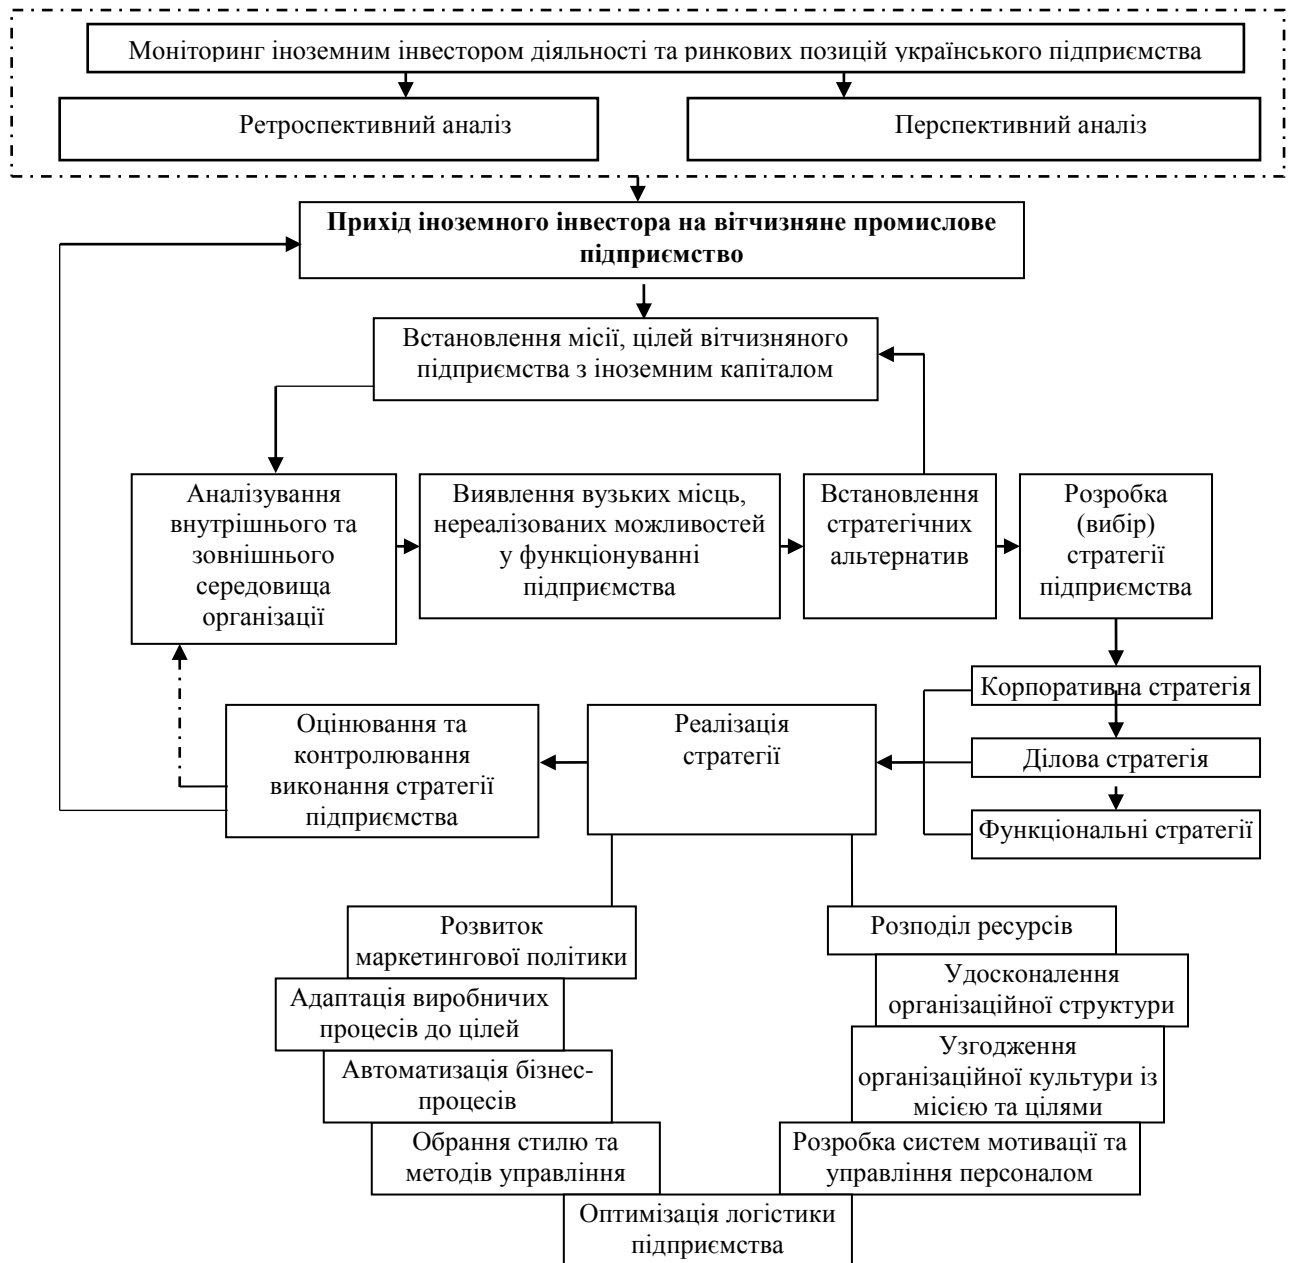 Моніторинг іноземним інвестором діяльності та ринкових позицій українського підприємства
Ретроспективний аналіз
Перспективний аналіз
Прихід іноземного інвестора на вітчизняне промислове
підприємство
Встановлення місії, цілей вітчизняного
підприємства з іноземним капіталом
Аналізування
внутрішнього та
зовнішнього
середовища
організації
Виявлення вузьких місць,
нереалізованих можливостей
у функціонуванні
підприємства
Встановлення
стратегічних
альтернатив
Розробка
(вибір)
стратегії
підприємства
Корпоративна стратегія
Ділова стратегія
Функціональні стратегії
Реалізація
стратегії
Оцінювання та
контролювання
виконання стратегії
підприємства
Розвиток
маркетингової політики
Адаптація виробничих
процесів до цілей
Автоматизація бізнес-
процесів
Обрання стилю та
методів управління
Розподіл ресурсів
Удосконалення
організаційної структури
Узгодження
організаційної культури із
місією та цілями
Розробка систем мотивації та
управління персоналом
Оптимізація логістики
підприємства